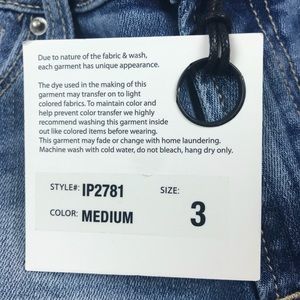 Due to nature of the fabric & wash,
each garment has unique appearance.
The dye used in the making of this
garment may transfer on to light
colored fabrics. To maintain color and
help prevent color transfer we highly
recommend washing this garment inside
out like colored items before wearing.
This garment may fade or change with home laundering.
Machine wash with cold water, do not bleach, hang dry only.
STYLE#: IP2781 SIZE:
COLOR: MEDIUM 3